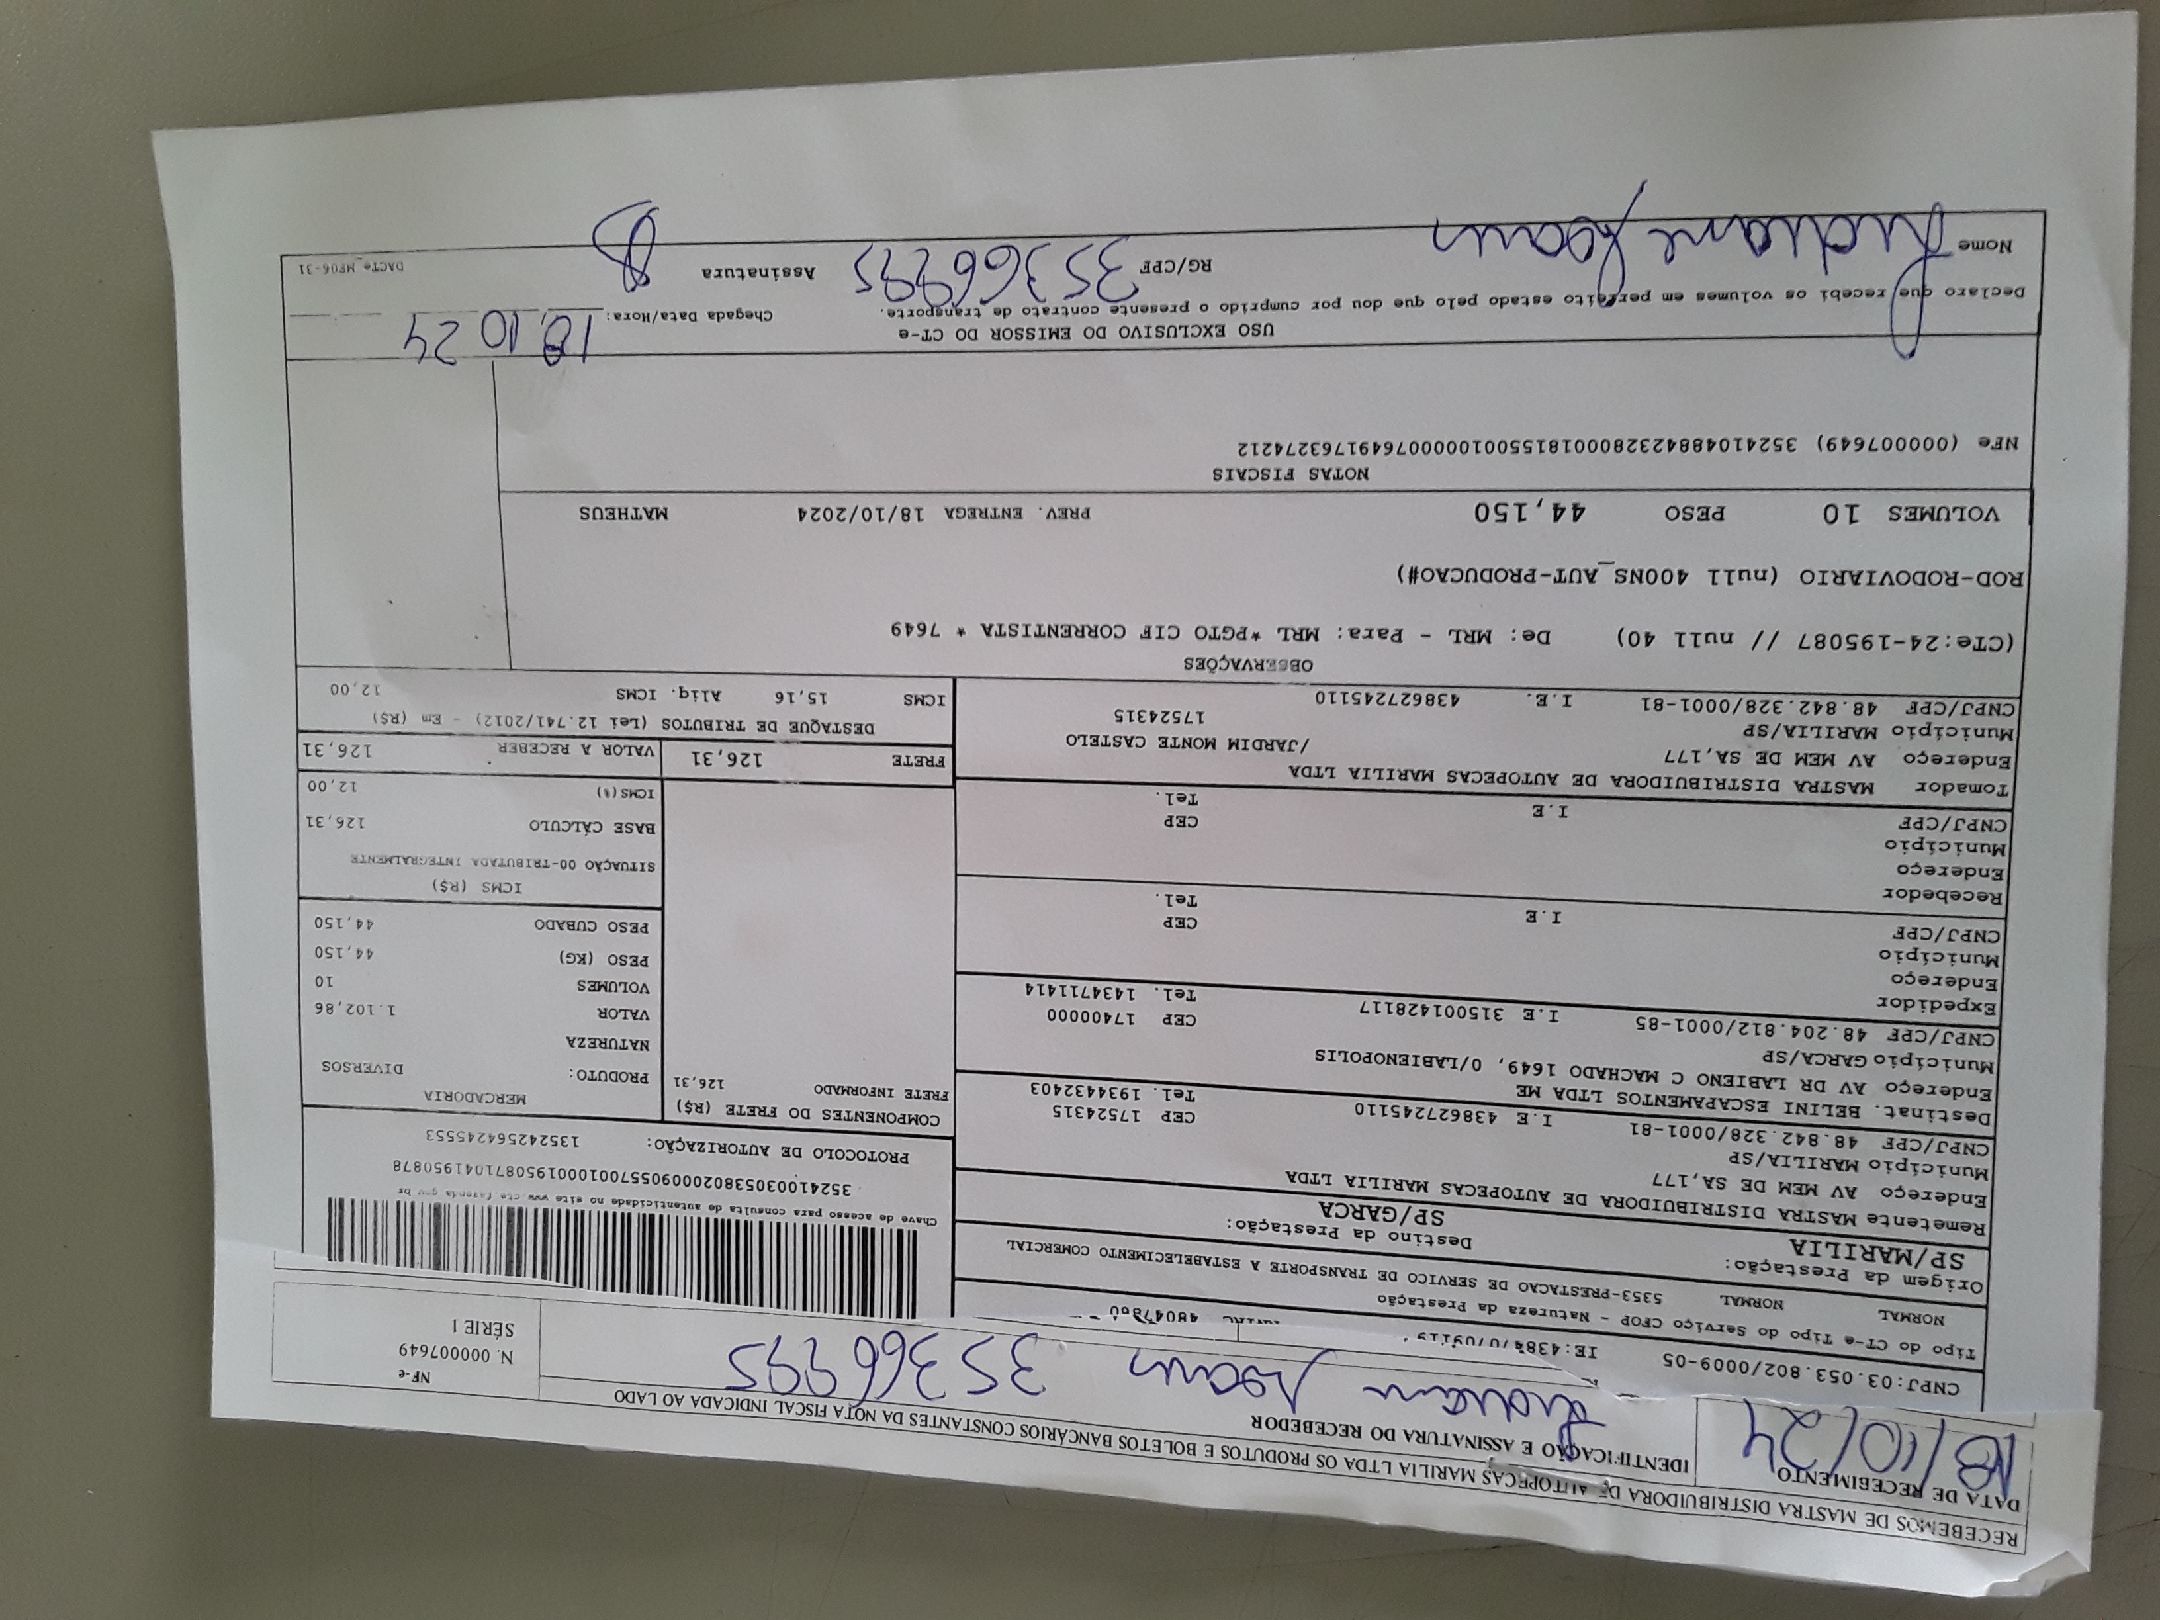 RECEBEMOS DE MASTRA DISTRIBUIDORA DE AUTOPECAS MARILIA LTDA OS PRODUTOS E BOLETOS BANCÁRIOS CONSTANTES DA NOTA FISCAL INDICADA AO LADO
DATA DE RECEBIMENTO
18/10/24
IDENTIFICAÇÃO E ASSINATURA DO RECEBEDOR
35366995
NF-e
N. 000007649
SÉRIE 1
CNPJ:03.053.802/0009-05 IE:438
Tipo do CT-e Tipo do Serviço CFOP - Natureza da Prestação
NORMAL NORMAL 5353-PRESTACAO DE SERVICO DE TRANSPORTE A ESTABELECIMENTO COMERCIAL
Origem da Prestação: Destino da Prestação:
SP/MARILIA SP/GARCA
Remetente MASTRA DISTRIBUIDORA DE AUTOPECAS MARILIA LTDA
Endereço AV MEM DE SA,177
Município MARILIA/SP CEP 17524315
CNPJ/CPF 48.842.328/0001-81 I.E 438627245110 Tel. 1934432403
Destinat. BELINI ESCAPAMENTOS LTDA ME
Endereço AV DR LABIENO C MACHADO 1649, 0/LABIENOPOLIS
Município GARCA/SP CEP 17400000
CNPJ/CPF 48.204.812/0001-85 I.E 315001428117 Tel. 1434711414
Expedidor
Endereço
Município CEP
CNPJ/CPF I.E Tel.
Recebedor
Endereço
Município CEP
CNPJ/CPF I.E Tel.
Tomador MASTRA DISTRIBUIDORA DE AUTOPECAS MARILIA LTDA
Endereço AV MEM DE SA,177 /JARDIM MONTE CASTELO
Município MARILIA/SP 17524315
CNPJ/CPF 48.842.328/0001-81 I.E. 438627245110
Chave de acesso para consulta de autenticidade no site www.cte.fazenda.gov.br
35241003053802000905570010001950871041950878
PROTOCOLO DE AUTORIZAÇÃO: 135242564245553
COMPONENTES DO FRETE (R$)
FRETE INFORMADO 126,31
MERCADORIA
PRODUTO: DIVERSOS
NATUREZA
VALOR 1.102,86
VOLUMES 10
PESO (KG) 44,150
PESO CUBADO 44,150
ICMS (R$)
SITUAÇÃO 00-TRIBUTADA INTEGRALMENTE
BASE CÁLCULO 126,31
ICMS(%) 12,00
FRETE 126,31 VALOR A RECEBER 126,31
DESTAQUE DE TRIBUTOS (Lei 12.741/2012) - Em (R$)
ICMS 15,16 Aliq. ICMS 12,00
OBSERVAÇÕES
(CTe:24-195087 // null 40) De: MRL - Para: MRL *PGTO CIF CORRENTISTA * 7649
ROD-RODOVIARIO (null 400NS_AUT-PRODUCAO#)
VOLUMES 10 PESO 44,150 PREV. ENTREGA 18/10/2024 MATHEUS
NOTAS FISCAIS
NFe (000007649) 35241048842328000181550010000076491763274212
USO EXCLUSIVO DO EMISSOR DO CT-e
Declaro que recebi os volumes em perfeito estado pelo que dou por cumprido o presente contrato de transporte. Chegada Data/Hora: 18 10 24
Nome RG/CPF 35366995 Assinatura
DACTe_MF06-31